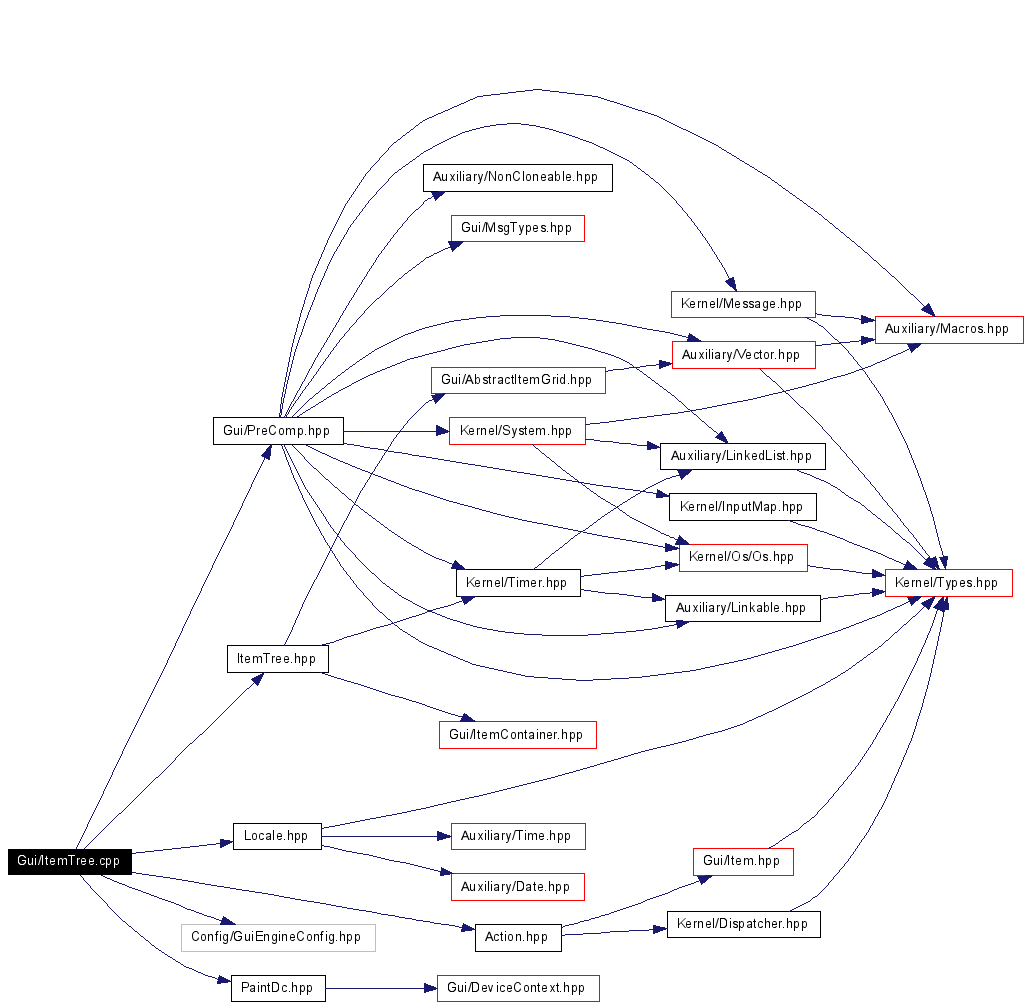 Auxiliary/NonCloneable.hpp
Gui/MsgTypes.hpp
Kernel/Message.hpp
Auxiliary/Macros.hpp
Auxiliary/Vector.hpp
Gui/AbstractItemGrid.hpp
Gui/PreComp.hpp
Kernel/System.hpp
Auxiliary/LinkedList.hpp
Kernel/InputMap.hpp
Kernel/Os/Os.hpp
Kernel/Timer.hpp
Kernel/Types.hpp
Auxiliary/Linkable.hpp
ItemTree.hpp
Gui/ItemContainer.hpp
Locale.hpp
Auxiliary/Time.hpp
Gui/ItemTree.cpp
Gui/Item.hpp
Auxiliary/Date.hpp
Kernel/Dispatcher.hpp
Config/GuiEngineConfig.hpp
Action.hpp
PaintDc.hpp
Gui/DeviceContext.hpp